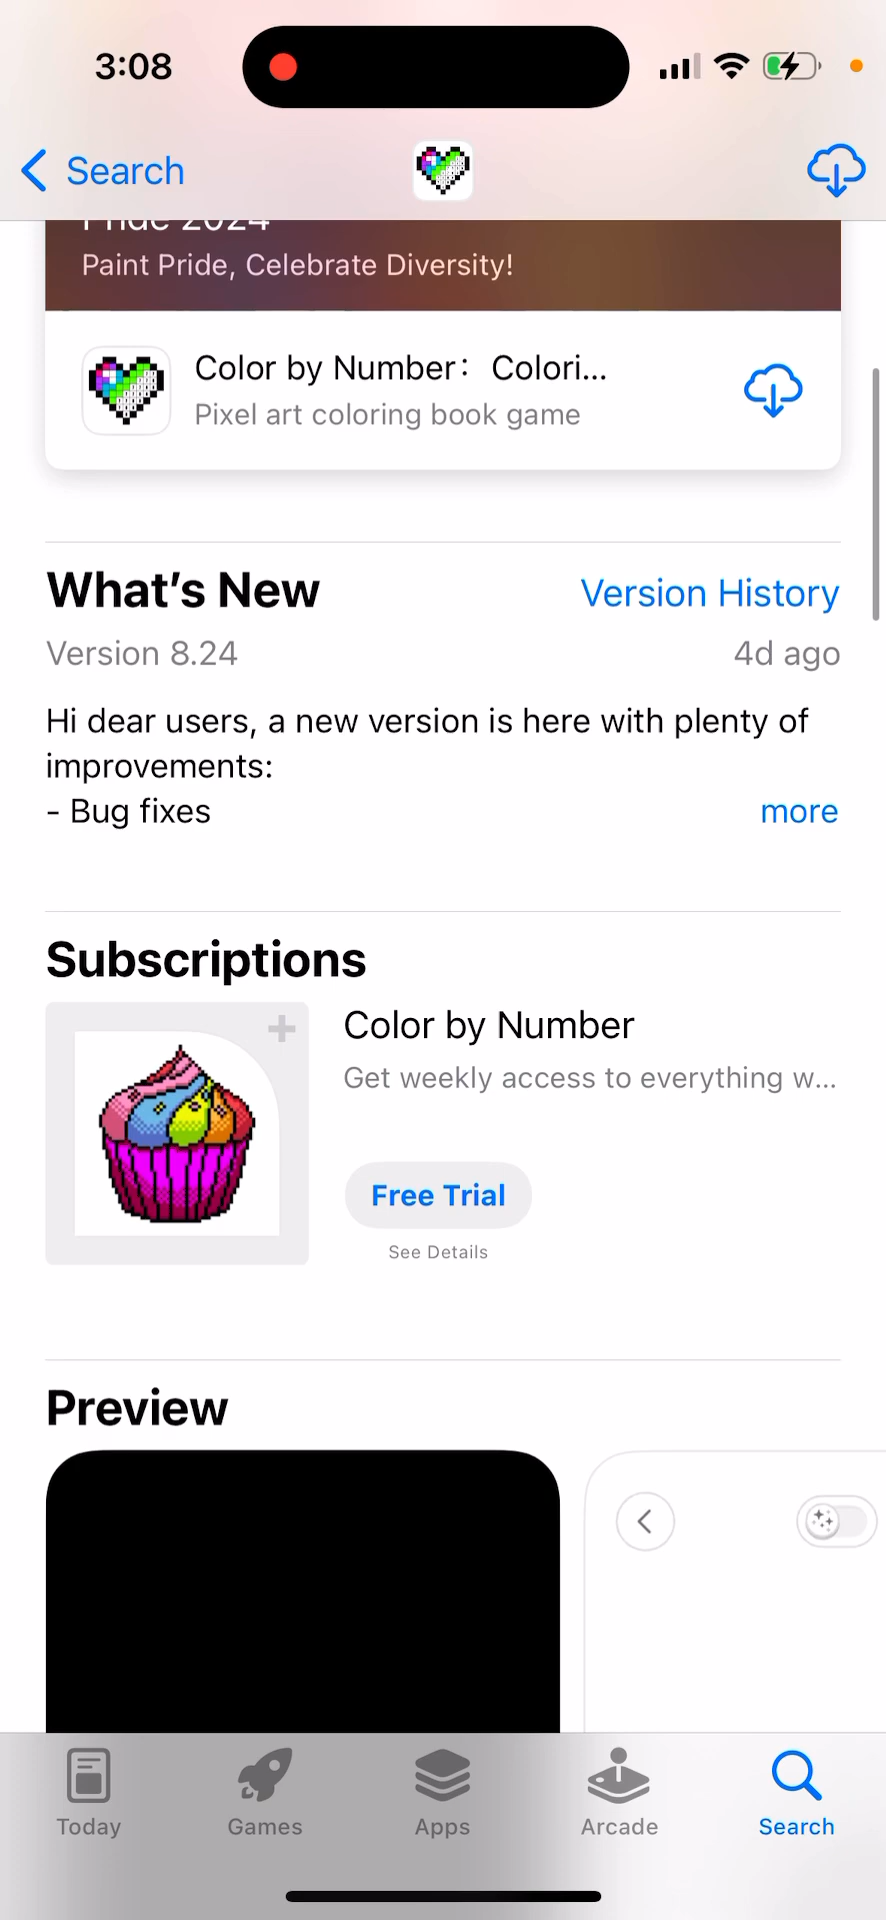 3:08
Search
Pride 2024
Paint Pride, Celebrate Diversity!
Color by Number： Colori...
Pixel art coloring book game
What's New
Version History
Version 8.24
4d ago
Hi dear users, a new version is here with plenty of
improvements:
- Bug fixes
more
Subscriptions
Color by Number
Get weekly access to everything w...
Free Trial
See Details
Preview
Today
Games
Apps
Arcade
Search